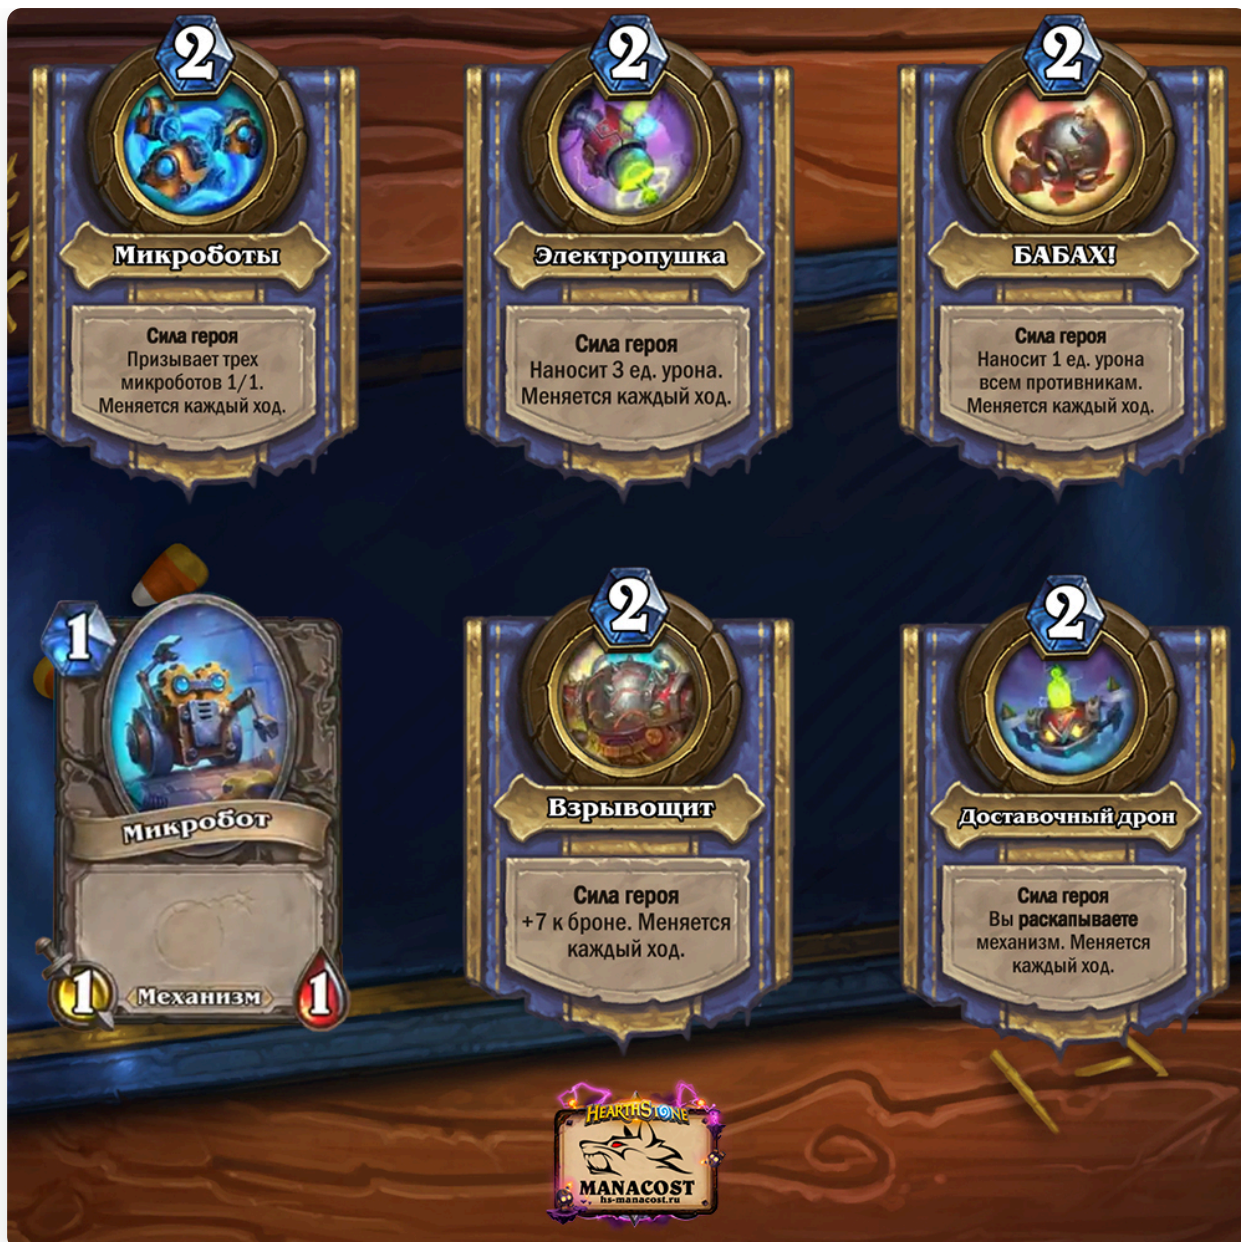 2
Микроботы
Сила героя
Призывает трех
микроботов 1/1.
Меняется каждый ход.
2
Электропушка
Сила героя
Наносит 3 ед. урона.
Меняется каждый ход.
2
БАБАХ!
Сила героя
Наносит 1 ед. урона
всем противникам.
Меняется каждый ход.
1
Микробот
1
Механизм
1
2
Взрывощит
Сила героя
+7 к броне. Меняется
каждый ход.
2
Доставочный дрон
Сила героя
Вы раскапываете
механизм. Меняется
каждый ход.
HEARTHSTONE
MANACOST
hs-manacost.ru